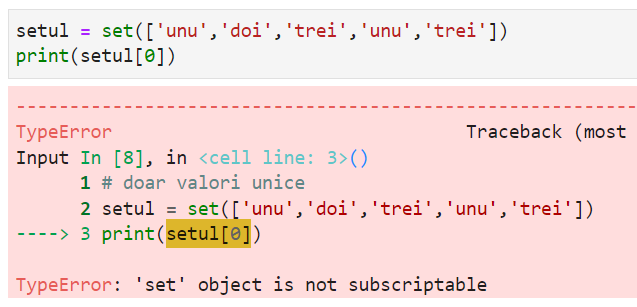 setul = set(['unu','doi','trei','unu','trei'])
print(setul[0])
---------------------------------------------------------------------------
TypeError                                 Traceback (most
Input In [8], in <cell line: 3>()
      1 # doar valori unice
      2 setul = set(['unu','doi','trei','unu','trei'])
----> 3 print(setul[0])
TypeError: 'set' object is not subscriptable